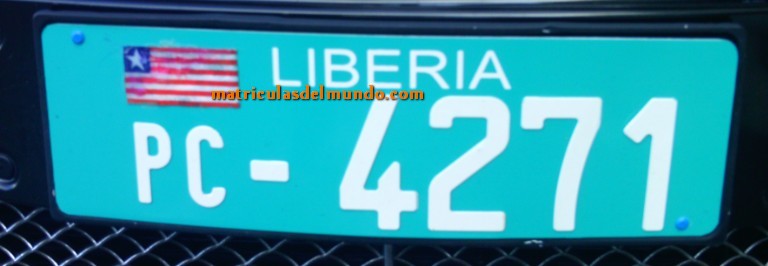 LIBERIA
matriculasdelmundo.com
PC- 4271